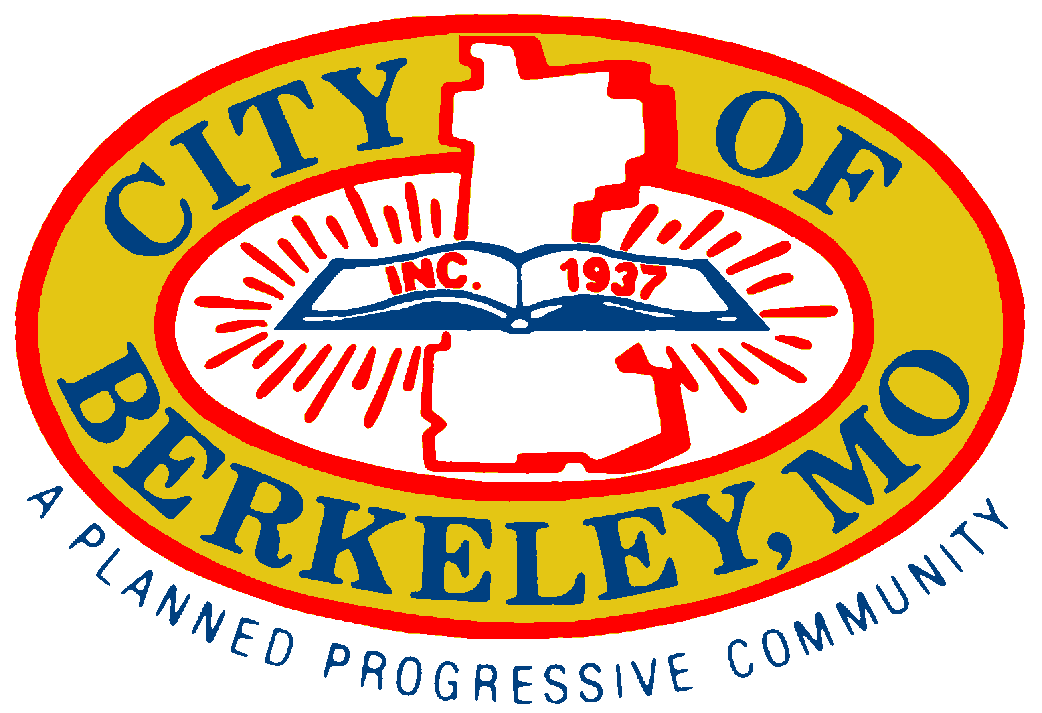 CITY OF
INC. 1937
BERKELEY, MO
A PLANNED PROGRESSIVE COMMUNITY